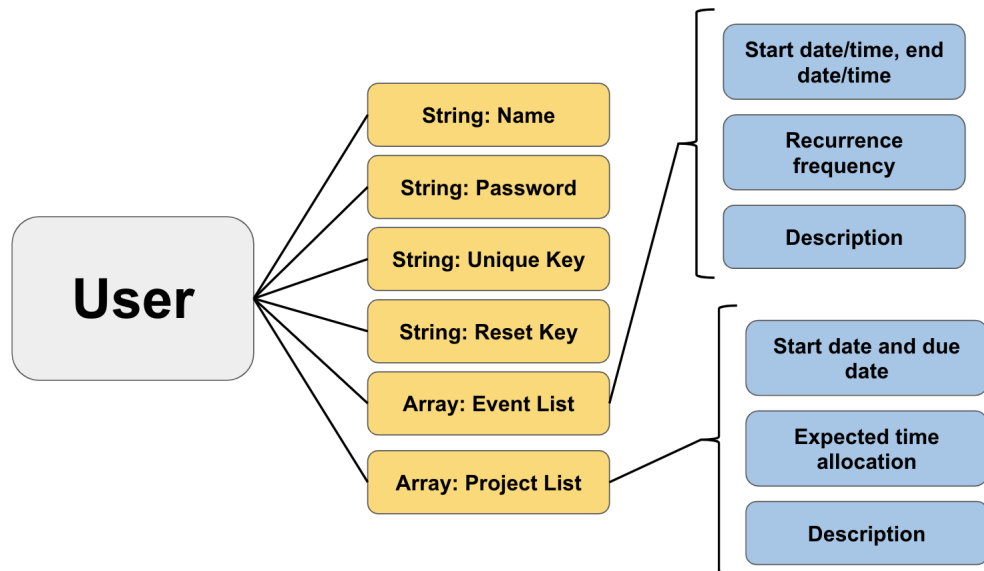 User
String: Name
String: Password
String: Unique Key
String: Reset Key
Array: Event List
Array: Project List
Start date/time, end
date/time
Recurrence
frequency
Description
Start date and due
date
Expected time
allocation
Description